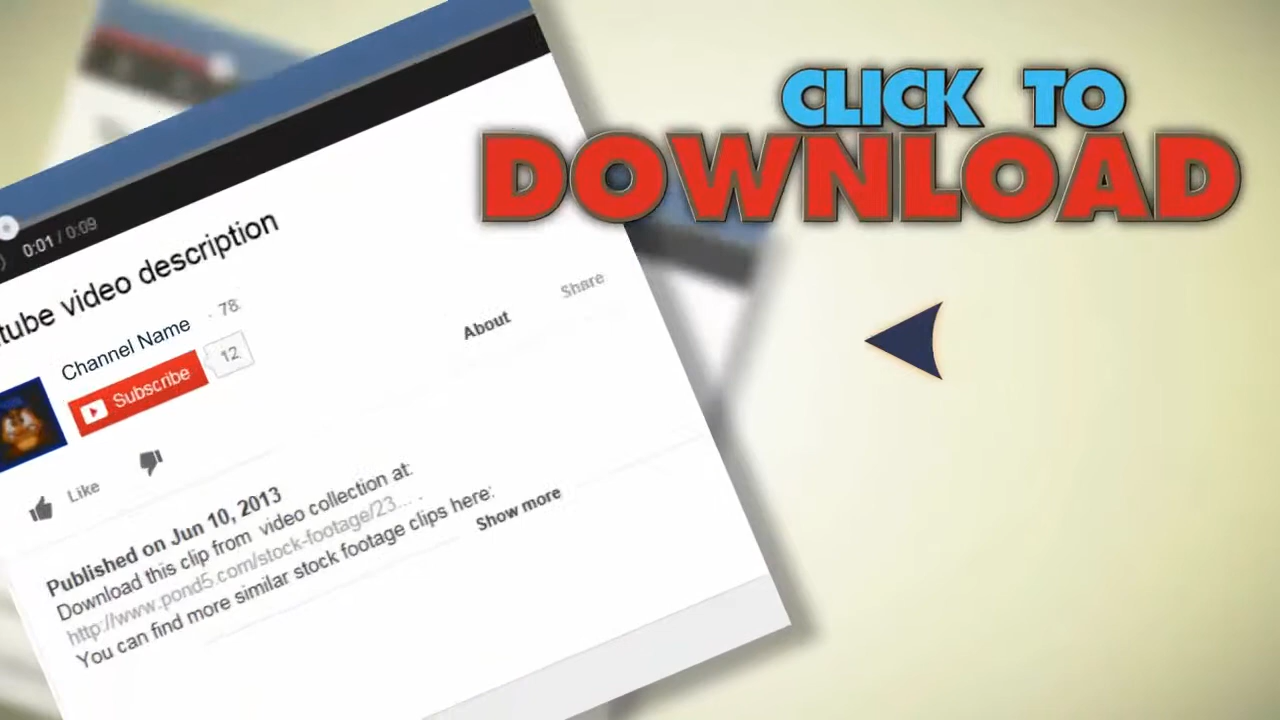 CLICK TO
DOWNLOAD
0:01 / 0:09
tube video description
Channel Name · 78
Subscribe 12
About Share
Like
Published on Jun 10, 2013
Download this clip from video collection at:
http://www.pond5.com/stock-footage/23... .
You can find more similar stock footage clips here:
Show more